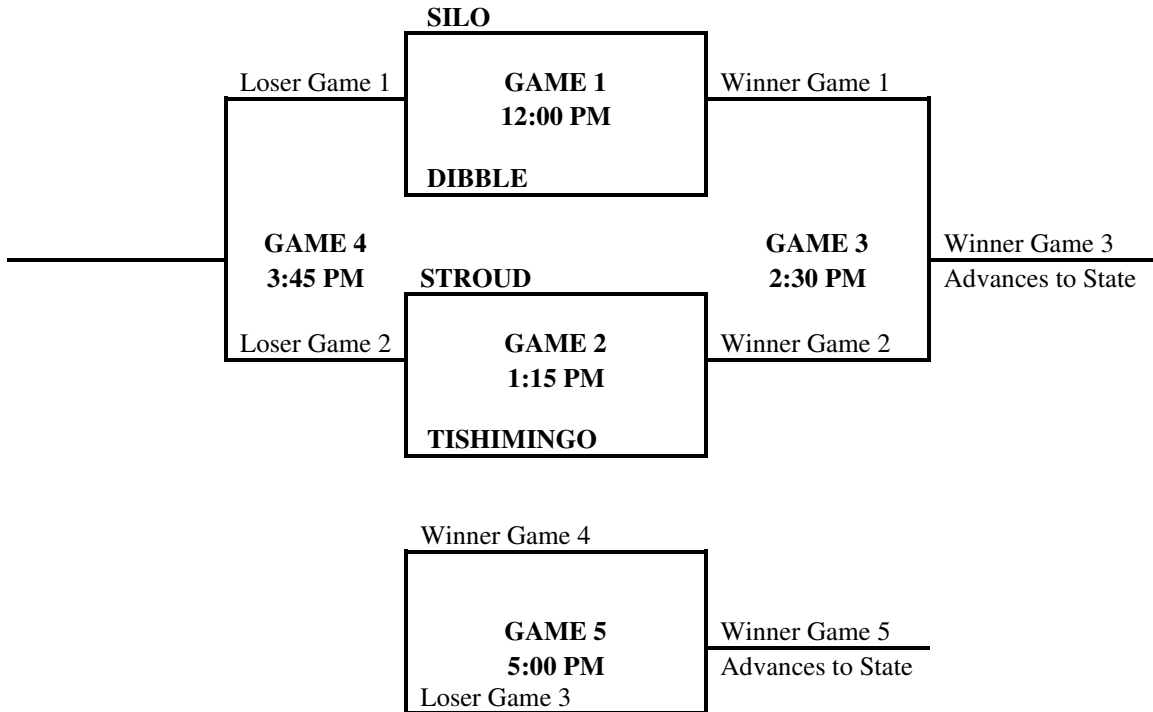 SILO
Loser Game 1
GAME 1
Winner Game 1
12:00 PM
DIBBLE
GAME 4
GAME 3
Winner Game 3
3:45 PM
STROUD
2:30 PM
Advances to State
Loser Game 2
GAME 2
Winner Game 2
1:15 PM
TISHIMINGO
Winner Game 4
GAME 5
Winner Game 5
5:00 PM
Advances to State
Loser Game 3